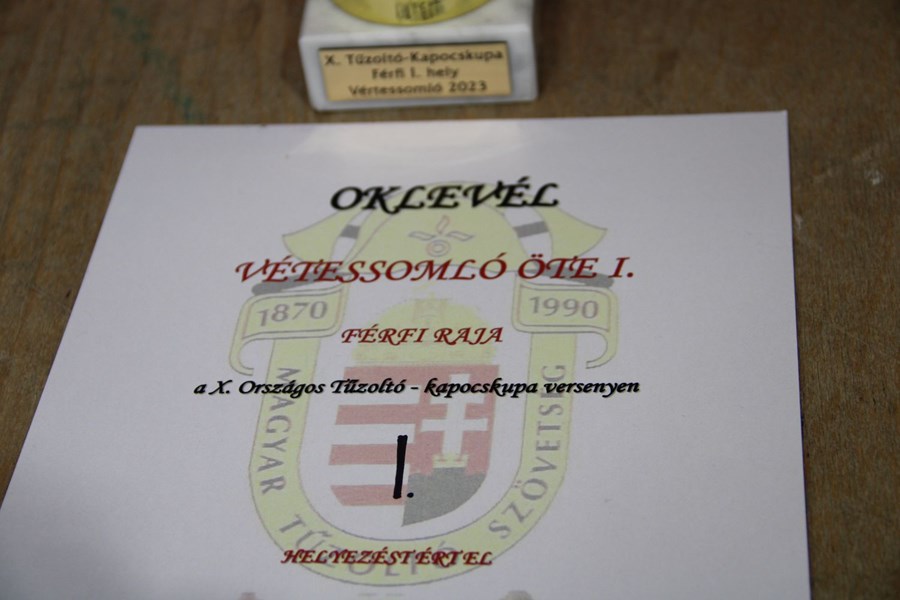 X. Tűzoltó-Kapocskupa
Férfi I. hely
Vértessomló 2023
OKLEVÉL
VÉTESSOMLÓ ÖTE I.
1870
1990
FÉRFI RAJA
a X. Országos Tűzoltó - kapocskupa versenyen
MAGYAR TŰZOLTÓ SZÖVETSÉG
I.
HELYEZÉST ÉRT EL